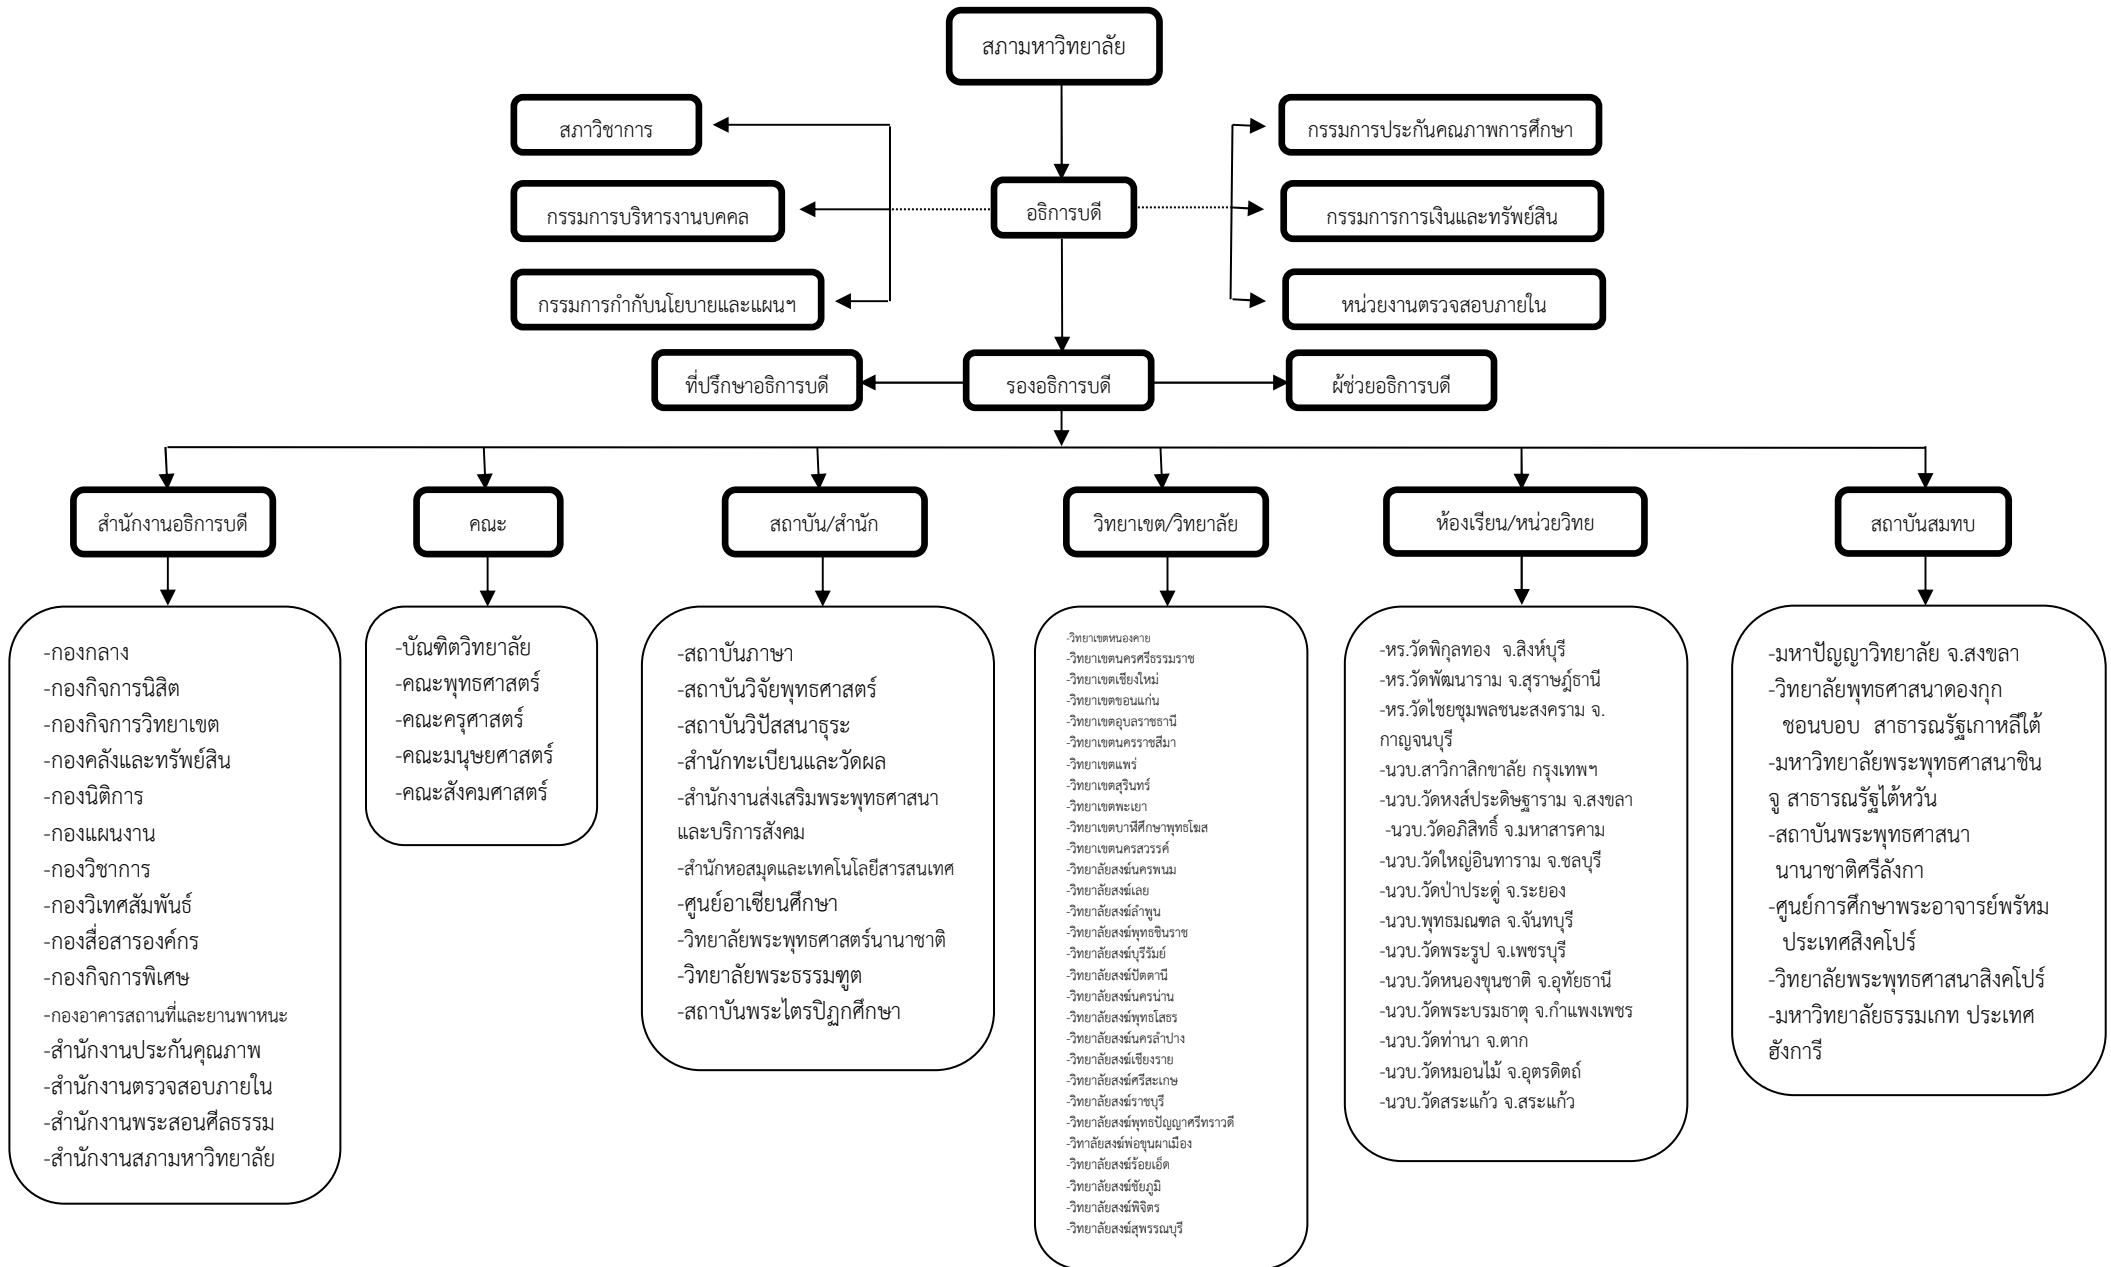 สภามหาวิทยาลัย
สภาวิชาการ
กรรมการประกันคณภาพการศึกษา
กรรมการบริหารงานบคคล
อธิการบดี
กรรมการการเงินและทรัพย์สิน
กรรมการกำกับนโยบายและแผนฯ
หน่วยงานตรวจสอบภายใน
ที่ปรึกษาอธิการบดี
รองอธิการบดี
ผ้ช่วยอธิการบดี
สำนักงานอธิการบดี
คณะ
สถาบัน/สำนัก
วิทยาเขต/วิทยาลัย
ห้องเรียน/หน่วยวิทย
สถาบันสมทบ
-กองกลาง
-กองกิจการนิสิต
-กองกิจการวิทยาเขต
-กองคลังและทรัพย์สิน
-กองนิติการ
-กองแผนงาน
-กองวิชาการ
-กองวิเทศสัมพันธ์
-กองสื่อสารองค์กร
-กองกิจการพิเศษ
-กองอาคารสถานที่และยานพาหนะ
-สำนักงานประกันคุณภาพ
-สำนักงานตรวจสอบภายใน
-สำนักงานพระสอนศีลธรรม
-สำนักงานสภามหาวิทยาลัย
-บัณฑิตวิทยาลัย
-คณะพุทธศาสตร์
-คณะครุศาสตร์
-คณะมนุษยศาสตร์
-คณะสังคมศาสตร์
-สถาบันภาษา
-สถาบันวิจัยพุทธศาสตร์
-สถาบันวิปัสสนาธุระ
-สำนักทะเบียนและวัดผล
-สำนักงานส่งเสริมพระพุทธศาสนา
และบริการสังคม
-สำนักหอสมุดและเทคโนโลยีสารสนเทศ
-ศูนย์อาเซียนศึกษา
-วิทยาลัยพระพุทธศาสตร์นานาชาติ
-วิทยาลัยพระธรรมฑูต
-สถาบันพระไตรปิฏกศึกษา
-วิทยาเขตหนองคาย
-วิทยาเขตนครศรีธรรมราช
-วิทยาเขตเชียงใหม่
-วิทยาเขตขอนแก่น
-วิทยาเขตอุบลราชธานี
-วิทยาเขตนครราชสีมา
-วิทยาเขตแพร่
-วิทยาเขตสุรินทร์
-วิทยาเขตพะเยา
-วิทยาเขตบาฬีศึกษาพุทธโฆส
-วิทยาเขตนครสวรรค์
-วิทยาลัยสงฆ์นครพนม
-วิทยาลัยสงฆ์เลย
-วิทยาลัยสงฆ์ลำพูน
-วิทยาลัยสงฆ์พุทธชินราช
-วิทยาลัยสงฆ์บุรีรัมย์
-วิทยาลัยสงฆ์ปัตตานี
-วิทยาลัยสงฆ์นครน่าน
-วิทยาลัยสงฆ์พุทธโสธร
-วิทยาลัยสงฆ์นครลำปาง
-วิทยาลัยสงฆ์เชียงราย
-วิทยาลัยสงฆ์ศรีสะเกษ
-วิทยาลัยสงฆ์ราชบุรี
-วิทยาลัยสงฆ์พุทธปัญญาศรีทราวดี
-วิทาลัยสงฆ์พ่อขุนผาเมือง
-วิทยาลัยสงฆ์ร้อยเอ็ด
-วิทยาลัยสงฆ์ชัยภูมิ
-วิทยาลัยสงฆ์พิจิตร
-วิทยาลัยสงฆ์สุพรรณบุรี
-หร.วัดพิกุลทอง จ.สิงห์บุรี
-หร.วัดพัฒนาราม จ.สุราษฎ์ธานี
-หร.วัดไชยชุมพลชนะสงคราม จ.
กาญจนบุรี
-นวบ.สาวิกาสิกขาลัย กรุงเทพฯ
-นวบ.วัดหงส์ประดิษฐาราม จ.สงขลา
-นวบ.วัดอภิสิทธิ์ จ.มหาสารคาม
-นวบ.วัดใหญ่อินทาราม จ.ชลบุรี
-นวบ.วัดป่าประดู่ จ.ระยอง
-นวบ.พุทธมณฑล จ.จันทบุรี
-นวบ.วัดพระรูป จ.เพชรบุรี
-นวบ.วัดหนองขุนชาติ จ.อุทัยธานี
-นวบ.วัดพระบรมธาตุ จ.กำแพงเพชร
-นวบ.วัดท่านา จ.ตาก
-นวบ.วัดหมอนไม้ จ.อุตรดิตถ์
-นวบ.วัดสระแก้ว จ.สระแก้ว
-มหาปัญญาวิทยาลัย จ.สงขลา
-วิทยาลัยพุทธศาสนาดองกุก
ชอนบอบ สาธารณรัฐเกาหลีใต้
-มหาวิทยาลัยพระพุทธศาสนาชิน
จู สาธารณรัฐไต้หวัน
-สถาบันพระพุทธศาสนา
นานาชาติศรีลังกา
-ศูนย์การศึกษาพระอาจารย์พรัหม
ประเทศสิงคโปร์
-วิทยาลัยพระพุทธศาสนาสิงคโปร์
-มหาวิทยาลัยธรรมเกท ประเทศ
ฮังการี